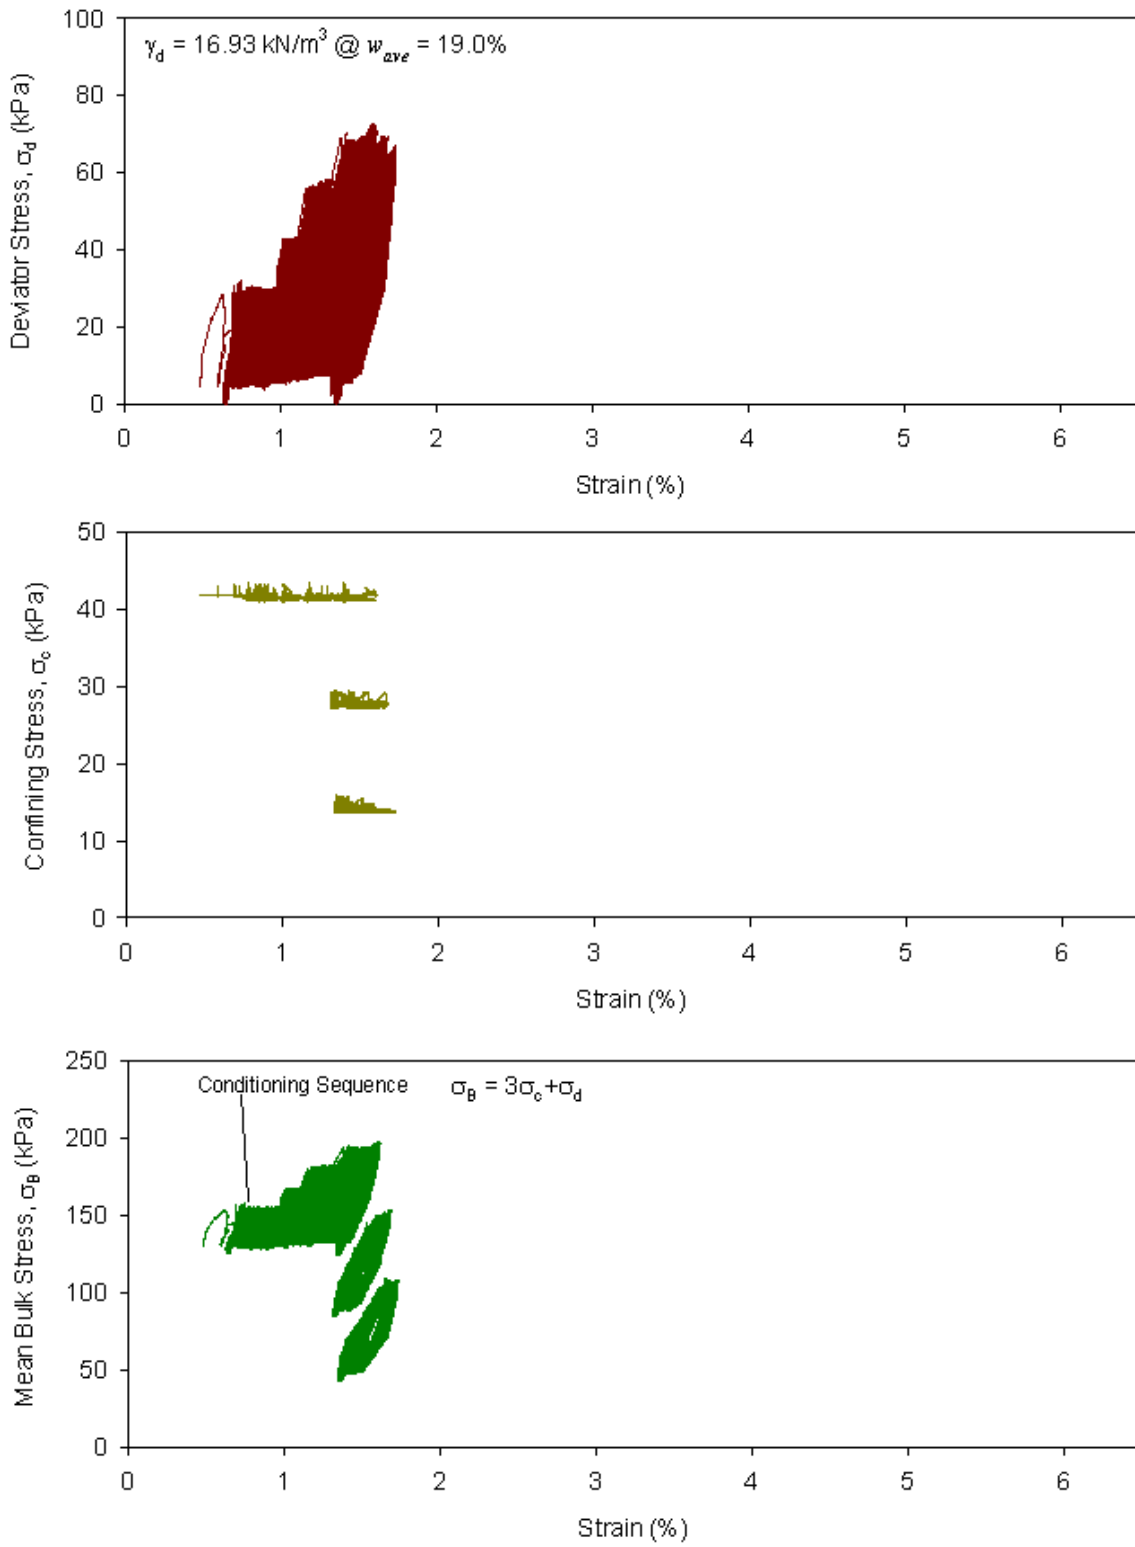 γd = 16.93 kN/m³ @ wave = 19.0%
Deviator Stress, σd (kPa)
100
80
60
40
20
0
0 1 2 3 4 5 6
Strain (%)
Confining Stress, σc (kPa)
50
40
30
20
10
0
0 1 2 3 4 5 6
Strain (%)
Mean Bulk Stress, σB (kPa)
250
Conditioning Sequence σB = 3σc+σd
200
150
100
50
0
0 1 2 3 4 5 6
Strain (%)